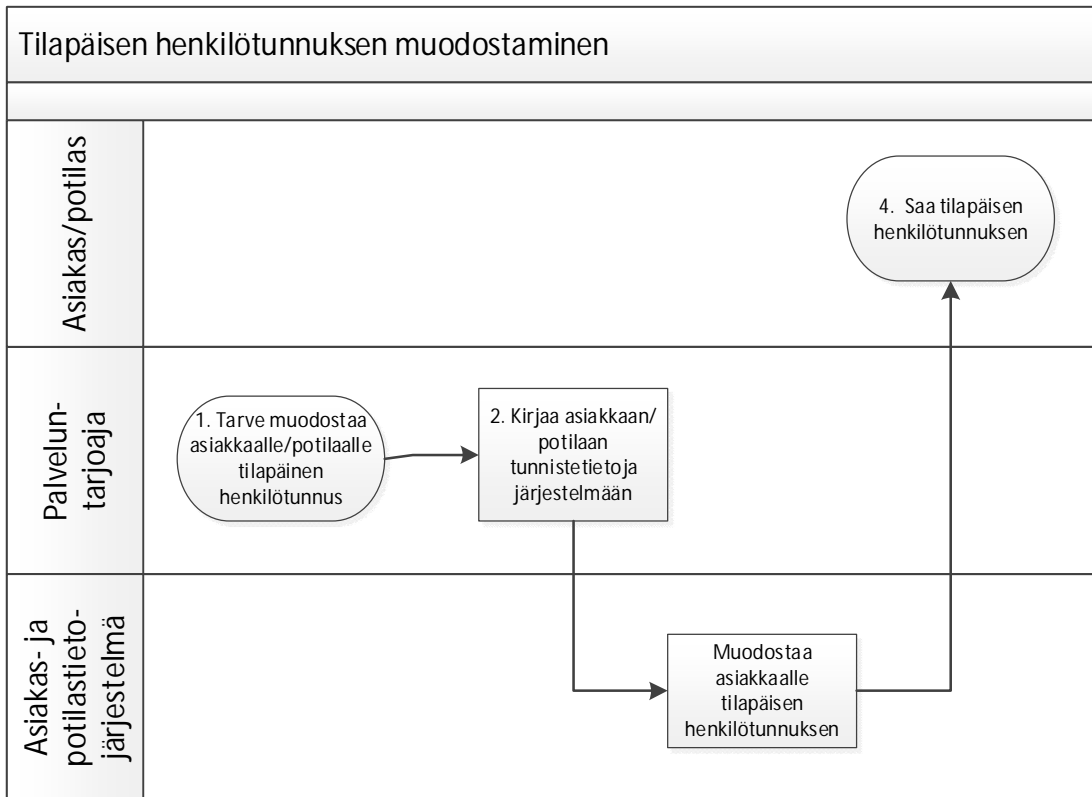 Tilapäisen henkilötunnuksen muodostaminen
Asiakas/potilas
4. Saa tilapäisen
henkilötunnuksen
Palvelun-
tarjoaja
1. Tarve muodostaa
asiakkaalle/potilaalle
tilapäinen
henkilötunnus
2. Kirjaa asiakkaan/
potilaan
tunnistetietoja
järjestelmään
Asiakas- ja
potilastieto-
järjestelmä
Muodostaa
asiakkaalle
tilapäisen
henkilötunnuksen